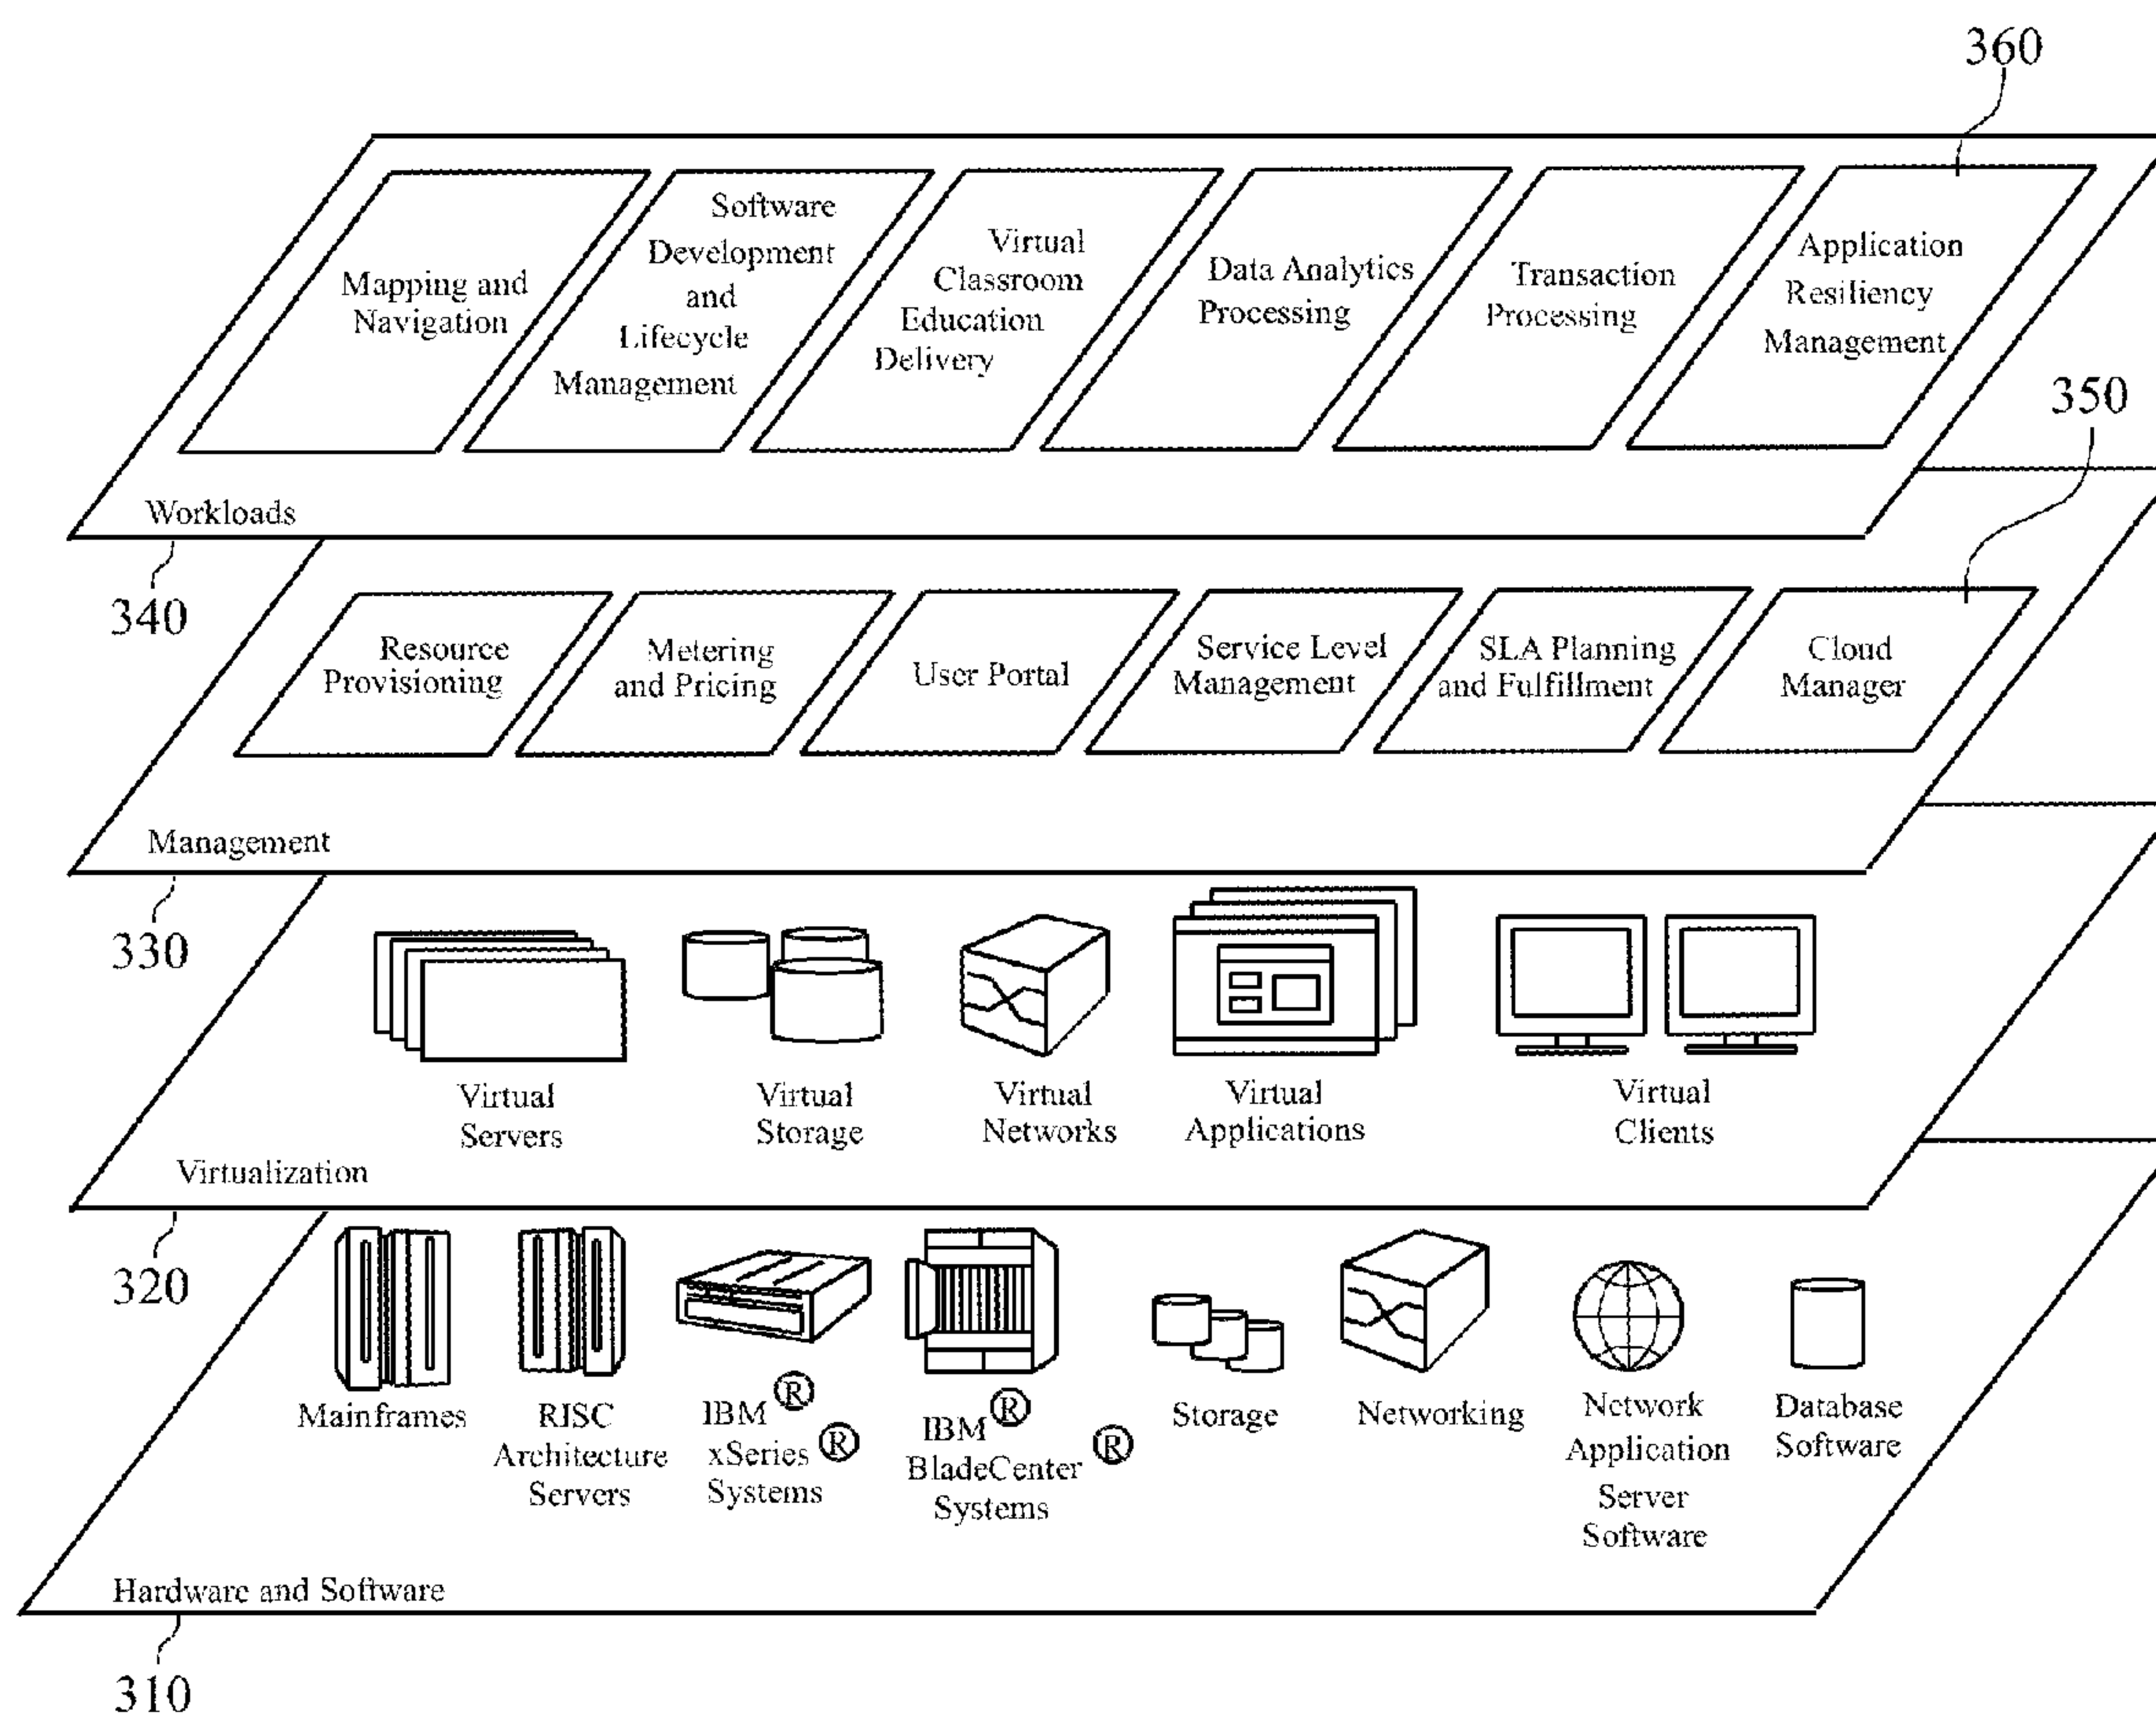 360
Mapping and
Navigation
Software
Development
and
Lifecycle
Management
Virtual
Classroom
Education
Delivery
Data Analytics
Processing
Transaction
Processing
Application
Resiliency
Management
Workloads
340
350
Resource
Provisioning
Metering
and Pricing
User Portal
Service Level
Management
SLA Planning
and Fulfillment
Cloud
Manager
Management
330
Virtual
Servers
Virtual
Storage
Virtual
Networks
Virtual
Applications
Virtual
Clients
Virtualization
320
Mainframes
RISC
Architecture
Servers
IBM ®
xSeries ®
Systems
IBM ®
BladeCenter ®
Systems
Storage
Networking
Network
Application
Server
Software
Database
Software
Hardware and Software
310